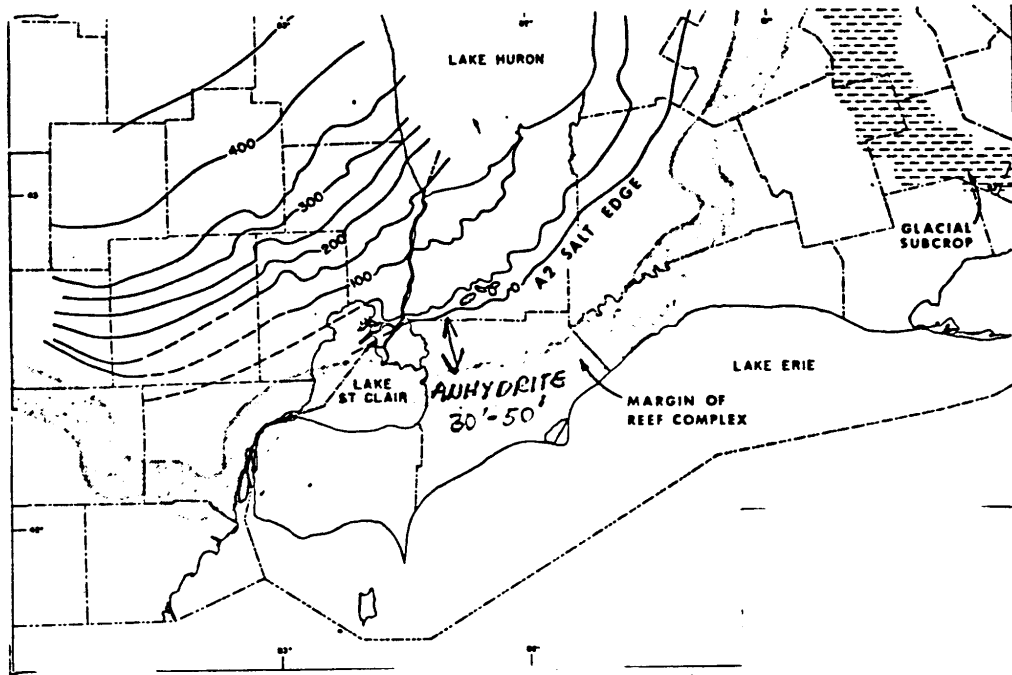 LAKE HURON
400
300
200
100
0
A2 SALT EDGE
GLACIAL
SUBCROP
LAKE
ST CLAIR
ANHYDRITE
30'-50'
LAKE ERIE
MARGIN OF
REEF COMPLEX
83°